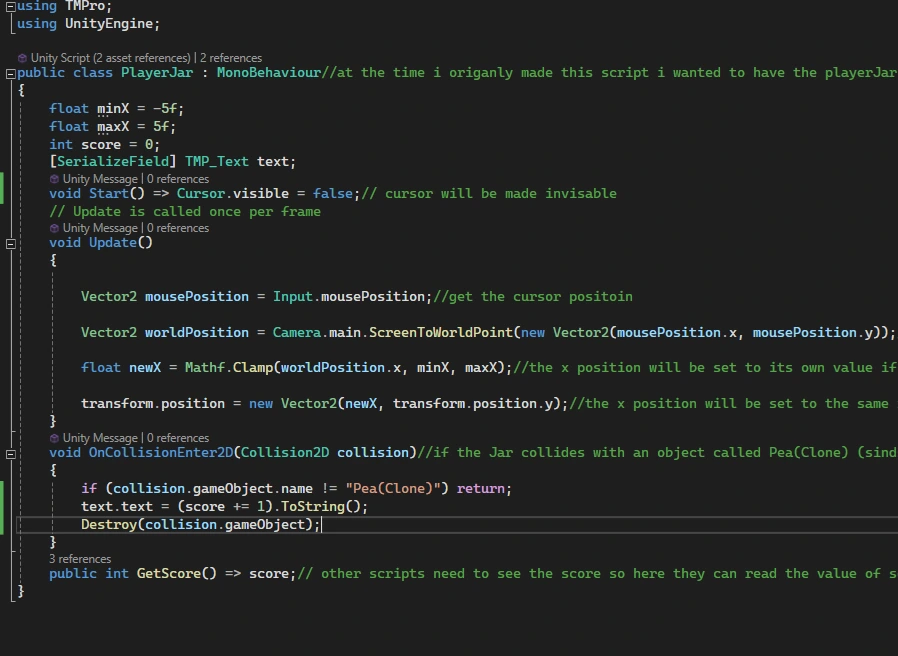 using TMPro;
using UnityEngine;
Unity Script (2 asset references) | 2 references
public class PlayerJar : MonoBehaviour//at the time i origanly made this script i wanted to have the playerJar
{
float minX = -5f;
float maxX = 5f;
int score = 0;
[SerializeField] TMP_Text text;
Unity Message | 0 references
void Start() => Cursor.visible = false;// cursor will be made invisable
// Update is called once per frame
Unity Message | 0 references
void Update()
{
Vector2 mousePosition = Input.mousePosition;//get the cursor positoin
Vector2 worldPosition = Camera.main.ScreenToWorldPoint(new Vector2(mousePosition.x, mousePosition.y));
float newX = Mathf.Clamp(worldPosition.x, minX, maxX);//the x position will be set to its own value if
transform.position = new Vector2(newX, transform.position.y);//the x position will be set to the same
}
Unity Message | 0 references
void OnCollisionEnter2D(Collision2D collision)//if the Jar collides with an object called Pea(Clone) (sind
{
if (collision.gameObject.name != "Pea(Clone)") return;
text.text = (score += 1).ToString();
Destroy(collision.gameObject);
}
3 references
public int GetScore() => score;// other scripts need to see the score so here they can read the value of s
}